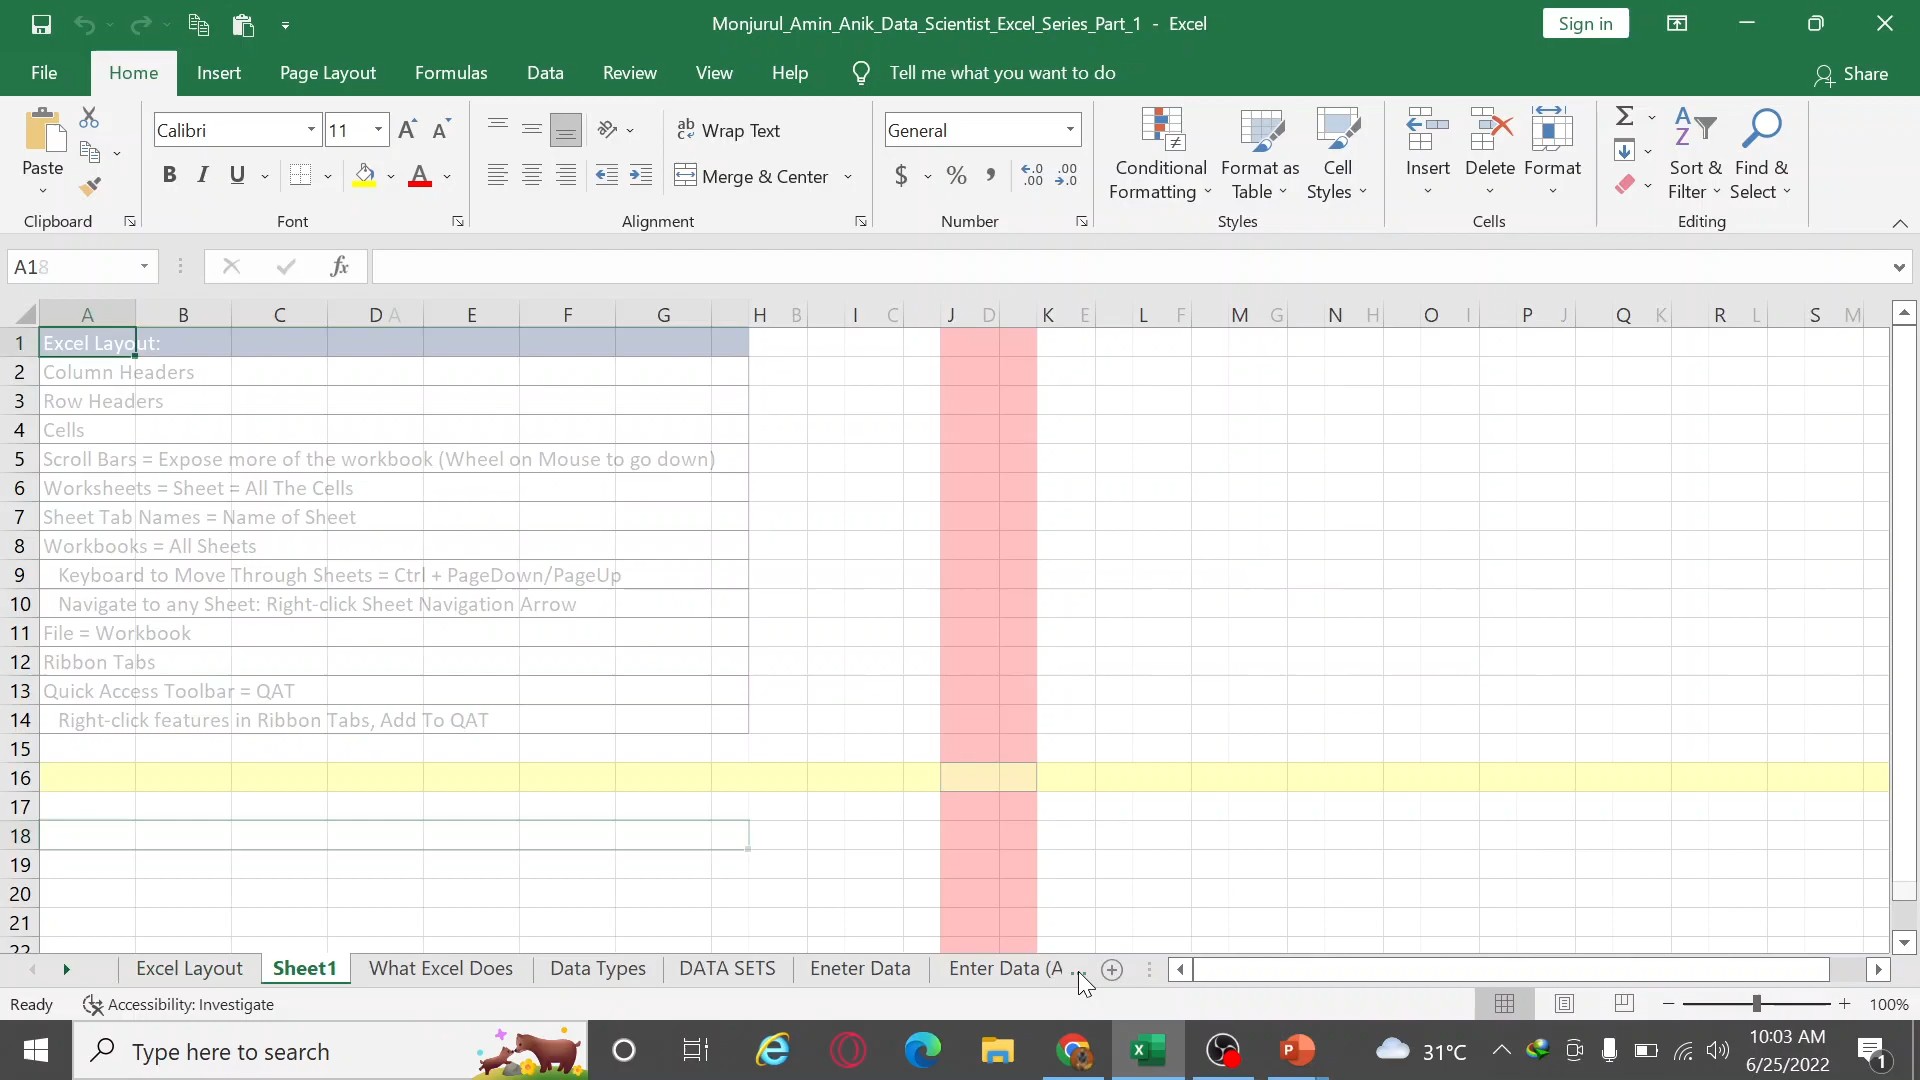 Monjurul_Amin_Anik_Data_Scientist_Excel_Series_Part_1 - Excel
Sign in
File Home Insert Page Layout Formulas Data Review View Help Tell me what you want to do Share
Calibri 11 ab Wrap Text General
Paste B I U Merge & Center $ % Conditional Formatting Format as Table Cell Styles Insert Delete Format Sort & Filter Find & Select
Clipboard Font Alignment Number Styles Cells Editing
A18 fx
A B C D A E F G H B I C J D K E L F M G N H O I P J Q K R L S M
1 Excel Layout:
2 Column Headers
3 Row Headers
4 Cells
5 Scroll Bars = Expose more of the workbook (Wheel on Mouse to go down)
6 Worksheets = Sheet = All The Cells
7 Sheet Tab Names = Name of Sheet
8 Workbooks = All Sheets
9 Keyboard to Move Through Sheets = Ctrl + PageDown/PageUp
10 Navigate to any Sheet: Right-click Sheet Navigation Arrow
11 File = Workbook
12 Ribbon Tabs
13 Quick Access Toolbar = QAT
14 Right-click features in Ribbon Tabs, Add To QAT
15
16
17
18
19
20
21
22
Excel Layout Sheet1 What Excel Does Data Types DATA SETS Eneter Data Enter Data (A ...
Ready Accessibility: Investigate 100%
Type here to search 31°C 10:03 AM
6/25/2022 1